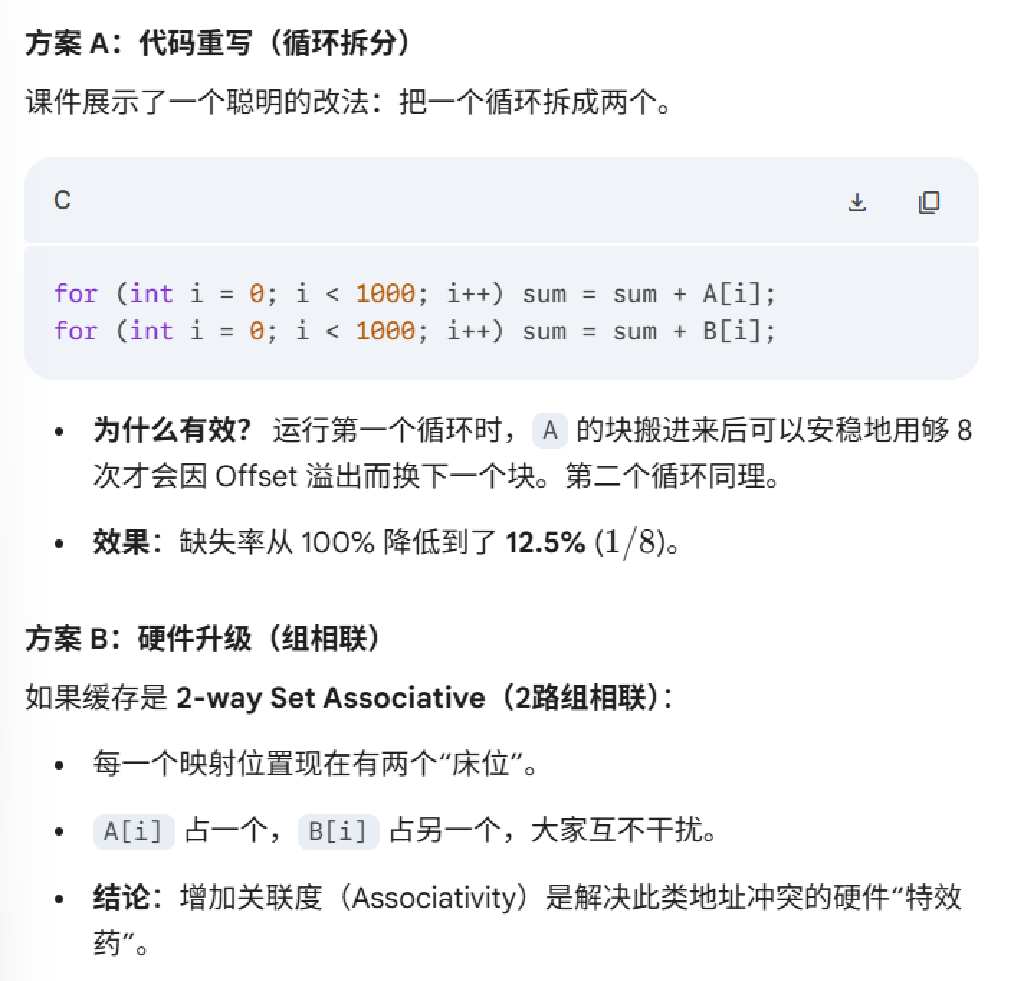 方案 A：代码重写（循环拆分）
课件展示了一个聪明的改法：把一个循环拆成两个。
C
for (int i = 0; i < 1000; i++) sum = sum + A[i];
for (int i = 0; i < 1000; i++) sum = sum + B[i];
• 为什么有效？ 运行第一个循环时， A 的块搬进来后可以安稳地用够 8
次才会因 Offset 溢出而换下一个块。第二个循环同理。
• 效果：缺失率从 100% 降低到了 12.5% (1/8)。
方案 B：硬件升级（组相联）
如果缓存是 2-way Set Associative（2路组相联）：
• 每一个映射位置现在有两个“床位”。
• A[i] 占一个， B[i] 占另一个，大家互不干扰。
• 结论：增加关联度（Associativity）是解决此类地址冲突的硬件“特效
药”。